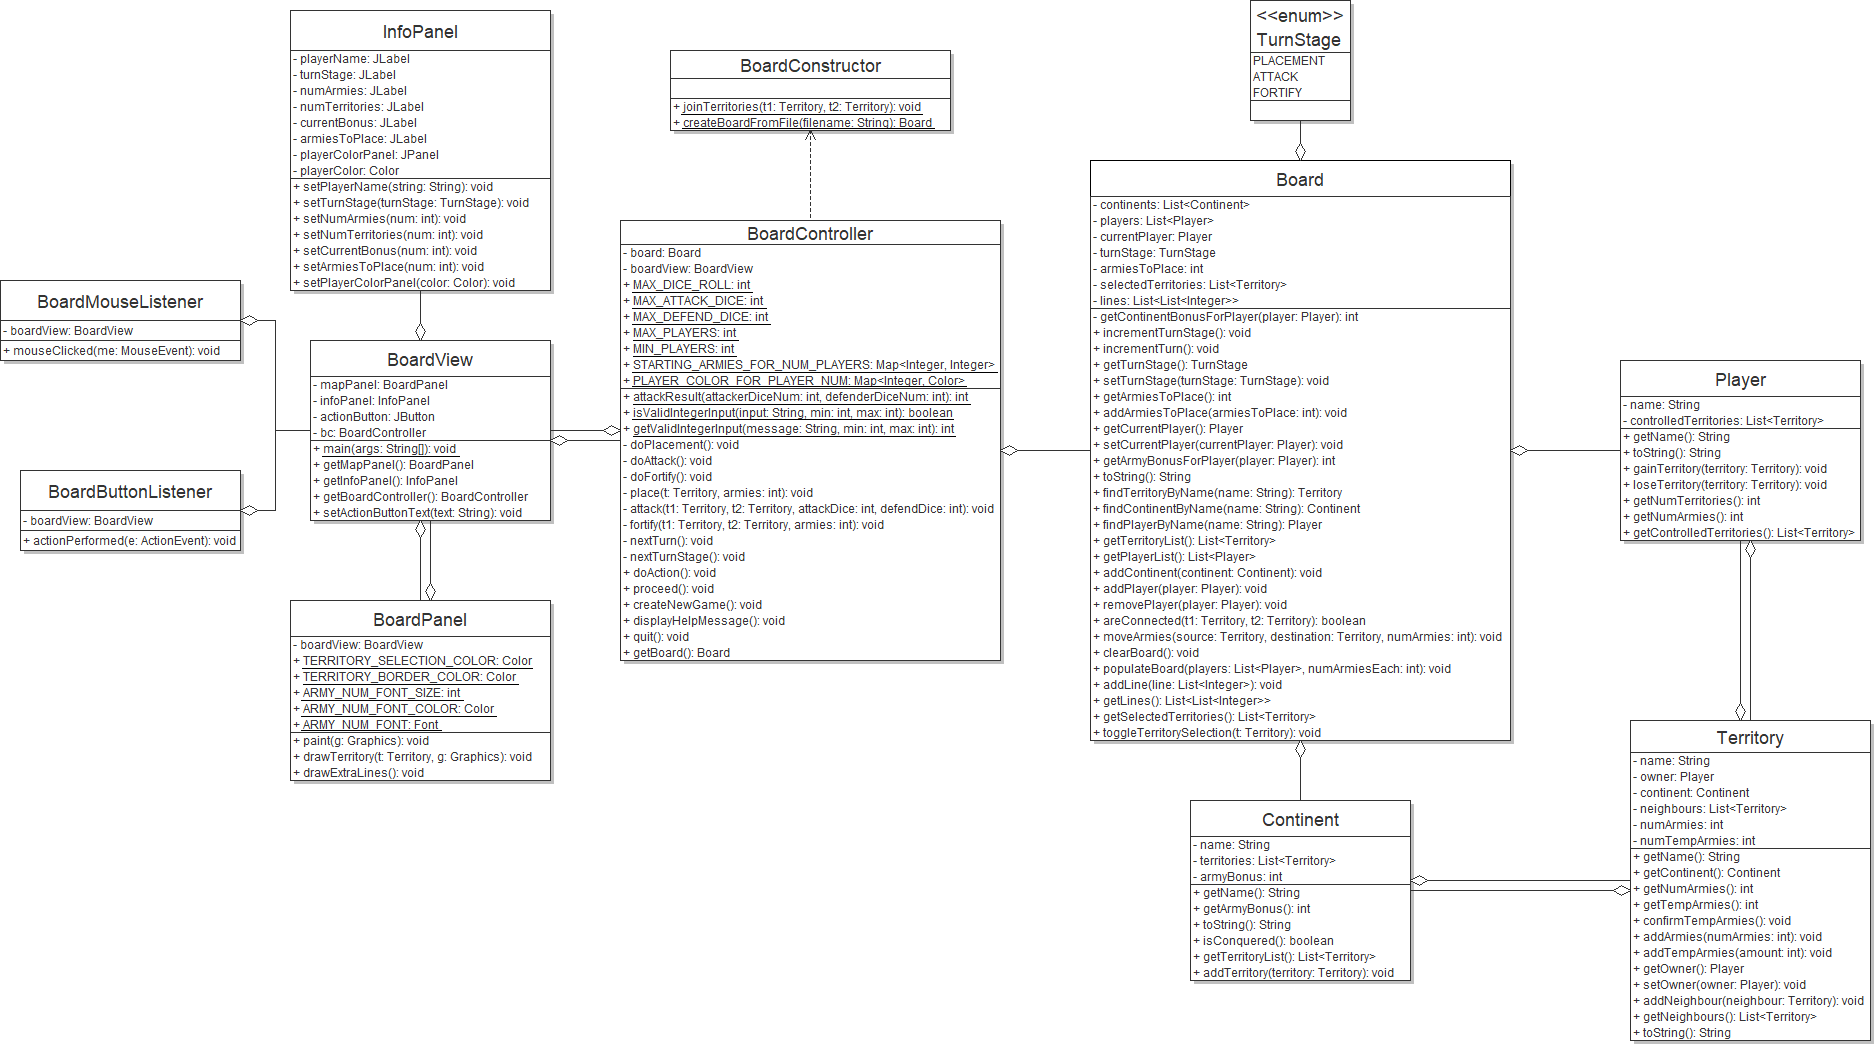 InfoPanel
- playerName: JLabel
- turnStage: JLabel
- numArmies: JLabel
- numTerritories: JLabel
- currentBonus: JLabel
- armiesToPlace: JLabel
- playerColorPanel: JPanel
- playerColor: Color
+ setPlayerName(string: String): void
+ setTurnStage(turnStage: TurnStage): void
+ setNumArmies(num: int): void
+ setNumTerritories(num: int): void
+ setCurrentBonus(num: int): void
+ setArmiesToPlace(num: int): void
+ setPlayerColorPanel(color: Color): void
BoardConstructor
+ joinTerritories(t1: Territory, t2: Territory): void
+ createBoardFromFile(filename: String): Board
<<enum>>
TurnStage
PLACEMENT
ATTACK
FORTIFY
BoardMouseListener
- boardView: BoardView
+ mouseClicked(me: MouseEvent): void
BoardButtonListener
- boardView: BoardView
+ actionPerformed(e: ActionEvent): void
BoardView
- mapPanel: BoardPanel
- infoPanel: InfoPanel
- actionButton: JButton
- bc: BoardController
+ main(args: String[]): void
+ getMapPanel(): BoardPanel
+ getInfoPanel(): InfoPanel
+ getBoardController(): BoardController
+ setActionButtonText(text: String): void
BoardPanel
- boardView: BoardView
+ TERRITORY_SELECTION_COLOR: Color
+ TERRITORY_BORDER_COLOR: Color
+ ARMY_NUM_FONT_SIZE: int
+ ARMY_NUM_FONT_COLOR: Color
+ ARMY_NUM_FONT: Font
+ paint(g: Graphics): void
+ drawTerritory(t: Territory, g: Graphics): void
+ drawExtraLines(): void
BoardController
- board: Board
- boardView: BoardView
+ MAX_DICE_ROLL: int
+ MAX_ATTACK_DICE: int
+ MAX_DEFEND_DICE: int
+ MAX_PLAYERS: int
+ MIN_PLAYERS: int
+ STARTING_ARMIES_FOR_NUM_PLAYERS: Map<Integer, Integer>
+ PLAYER_COLOR_FOR_PLAYER_NUM: Map<Integer, Color>
+ attackResult(attackerDiceNum: int, defenderDiceNum: int): int
+ isValidIntegerInput(input: String, min: int, max: int): boolean
+ getValidIntegerInput(message: String, min: int, max: int): int
- doPlacement(): void
- doAttack(): void
- doFortify(): void
- place(t: Territory, armies: int): void
- attack(t1: Territory, t2: Territory, attackDice: int, defendDice: int): void
- fortify(t1: Territory, t2: Territory, armies: int): void
- nextTurn(): void
- nextTurnStage(): void
+ doAction(): void
+ proceed(): void
+ createNewGame(): void
+ displayHelpMessage(): void
+ quit(): void
+ getBoard(): Board
Board
- continents: List<Continent>
- players: List<Player>
- currentPlayer: Player
- turnStage: TurnStage
- armiesToPlace: int
- selectedTerritories: List<Territory>
- lines: List<List<Integer>>
- getContinentBonusForPlayer(player: Player): int
+ incrementTurnStage(): void
+ incrementTurn(): void
+ getTurnStage(): TurnStage
+ setTurnStage(turnStage: TurnStage): void
+ getArmiesToPlace(): int
+ addArmiesToPlace(armiesToPlace: int): void
+ getCurrentPlayer(): Player
+ setCurrentPlayer(currentPlayer: Player): void
+ getArmyBonusForPlayer(player: Player): int
+ toString(): String
+ findTerritoryByName(name: String): Territory
+ findContinentByName(name: String): Continent
+ findPlayerByName(name: String): Player
+ getTerritoryList(): List<Territory>
+ getPlayerList(): List<Player>
+ addContinent(continent: Continent): void
+ addPlayer(player: Player): void
+ removePlayer(player: Player): void
+ areConnected(t1: Territory, t2: Territory): boolean
+ moveArmies(source: Territory, destination: Territory, numArmies: int): void
+ clearBoard(): void
+ populateBoard(players: List<Player>, numArmiesEach: int): void
+ addLine(line: List<Integer>): void
+ getLines(): List<List<Integer>>
+ getSelectedTerritories(): List<Territory>
+ toggleTerritorySelection(t: Territory): void
Player
- name: String
- controlledTerritories: List<Territory>
+ getName(): String
+ toString(): String
+ gainTerritory(territory: Territory): void
+ loseTerritory(territory: Territory): void
+ getNumTerritories(): int
+ getNumArmies(): int
+ getControlledTerritories(): List<Territory>
Continent
- name: String
- territories: List<Territory>
- armyBonus: int
+ getName(): String
+ getArmyBonus(): int
+ toString(): String
+ isConquered(): boolean
+ getTerritoryList(): List<Territory>
+ addTerritory(territory: Territory): void
Territory
- name: String
- owner: Player
- continent: Continent
- neighbours: List<Territory>
- numArmies: int
- numTempArmies: int
+ getName(): String
+ getContinent(): Continent
+ getNumArmies(): int
+ getTempArmies(): int
+ confirmTempArmies(): void
+ addArmies(numArmies: int): void
+ addTempArmies(amount: int): void
+ getOwner(): Player
+ setOwner(owner: Player): void
+ addNeighbour(neighbour: Territory): void
+ getNeighbours(): List<Territory>
+ toString(): String